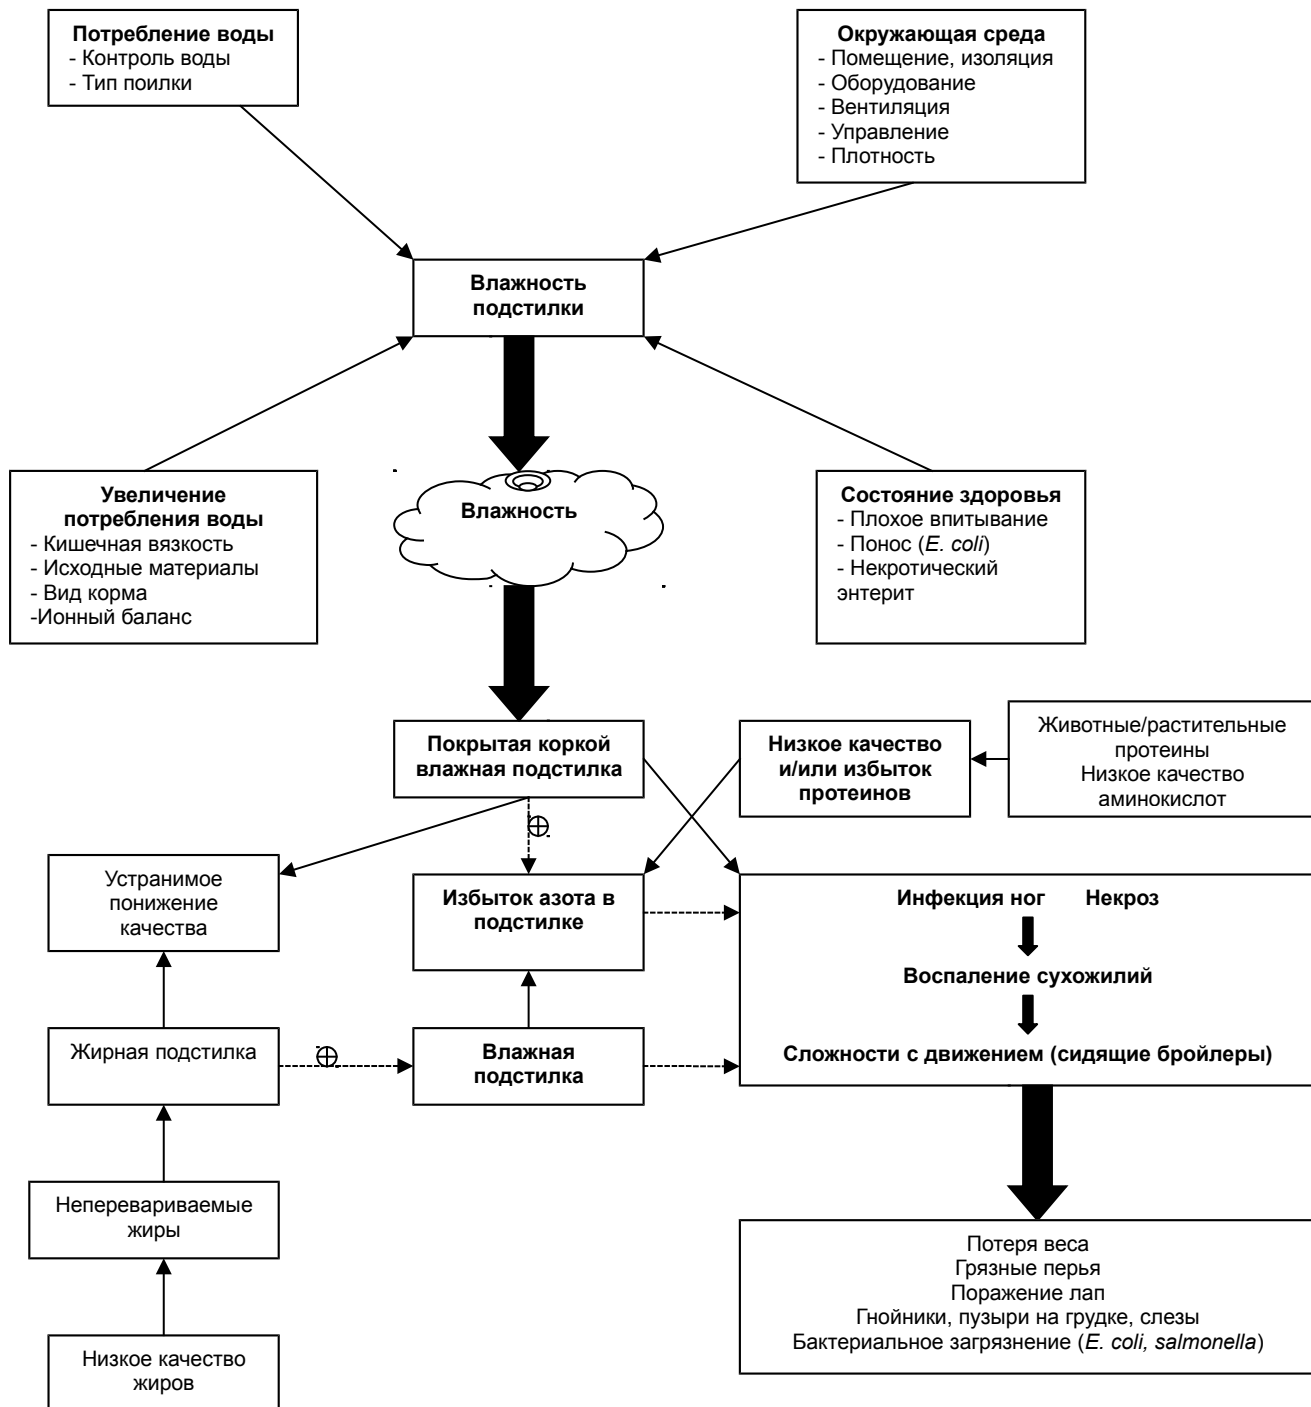 Потребление воды
- Контроль воды
- Тип поилки
Окружающая среда
- Помещение, изоляция
- Оборудование
- Вентиляция
- Управление
- Плотность
Влажность
подстилки
Увеличение
потребления воды
- Кишечная вязкость
- Исходные материалы
- Вид корма
-Ионный баланс
Влажность
Состояние здоровья
- Плохое впитывание
- Понос (E. coli)
- Некротический
энтерит
Покрытая коркой
влажная подстилка
Низкое качество
и/или избыток
протеинов
Животные/растительные
протеины
Низкое качество
аминокислот
Устранимое
понижение
качества
Избыток азота в
подстилке
Инфекция ног Некроз
Воспаление сухожилий
Сложности с движением (сидящие бройлеры)
Жирная подстилка
Влажная
подстилка
Неперевариваемые
жиры
Низкое качество
жиров
Потеря веса
Грязные перья
Поражение лап
Гнойники, пузыри на грудке, слезы
Бактериальное загрязнение (E. coli, salmonella)